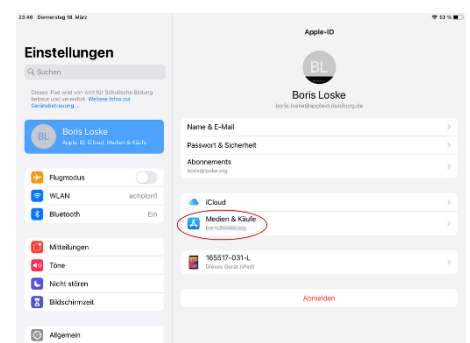 23:46 Donnerstag 18. März
53 %
Einstellungen
Suchen
Dieses iPad wird von Amt für Schulische Bildung
betreut und verwaltet. Weitere Infos zur
Gerätebetreuung ...
BL
Boris Loske
Apple-ID, iCloud, Medien & Käufe
Flugmodus
WLAN echolon1
Bluetooth Ein
Mitteilungen
Töne
Nicht stören
Bildschirmzeit
Allgemein
Apple-ID
BL
Boris Loske
boris.loske@appleid.duisburg.de
Name & E-Mail
Passwort & Sicherheit
Abonnements
boris@loske.org
iCloud
Medien & Käufe
165517-031-L
Dieses Gerät (iPad)
Abmelden